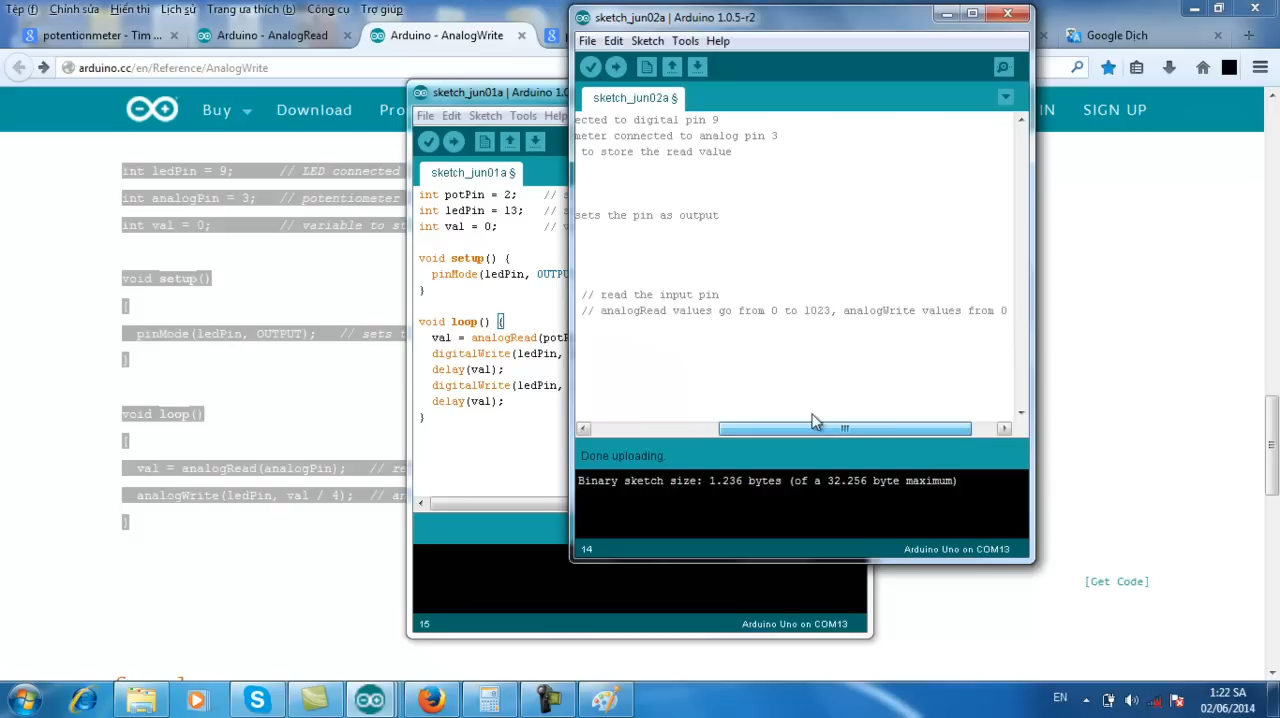 Tệp (f) Chỉnh sửa Hiển thị Lịch sử Trang ưa thích (b) Công cụ Trợ giúp
potentionmeter - Tim ...
Arduino - AnalogRead
Arduino - AnalogWrite
Google Dịch
arduino.cc/en/Reference/AnalogWrite
Buy
Download
IN
SIGN UP
int ledPin = 9; // LED connected
int analogPin = 3; // potentiometer
int val = 0; // variable to st
void setup()
{
pinMode(ledPin, OUTPUT); // sets t
}
void loop()
{
val = analogRead(analogPin); // re
analogWrite(ledPin, val / 4); // an
}
[Get Code]
sketch_jun01a | Arduino 1.0
File Edit Sketch Tools Help
sketch_jun01a §
int potPin = 2; // s
int ledPin = 13; // s
int val = 0; // v
void setup() {
pinMode(ledPin, OUTPU
}
void loop() {
val = analogRead(potP
digitalWrite(ledPin,
delay(val);
digitalWrite(ledPin,
delay(val);
}
15
Arduino Uno on COM13
sketch_jun02a | Arduino 1.0.5-r2
File Edit Sketch Tools Help
sketch_jun02a §
ected to digital pin 9
meter connected to analog pin 3
to store the read value
sets the pin as output
// read the input pin
// analogRead values go from 0 to 1023, analogWrite values from 0
Done uploading.
Binary sketch size: 1.236 bytes (of a 32.256 byte maximum)
14
Arduino Uno on COM13
EN
1:22 SA
02/06/2014